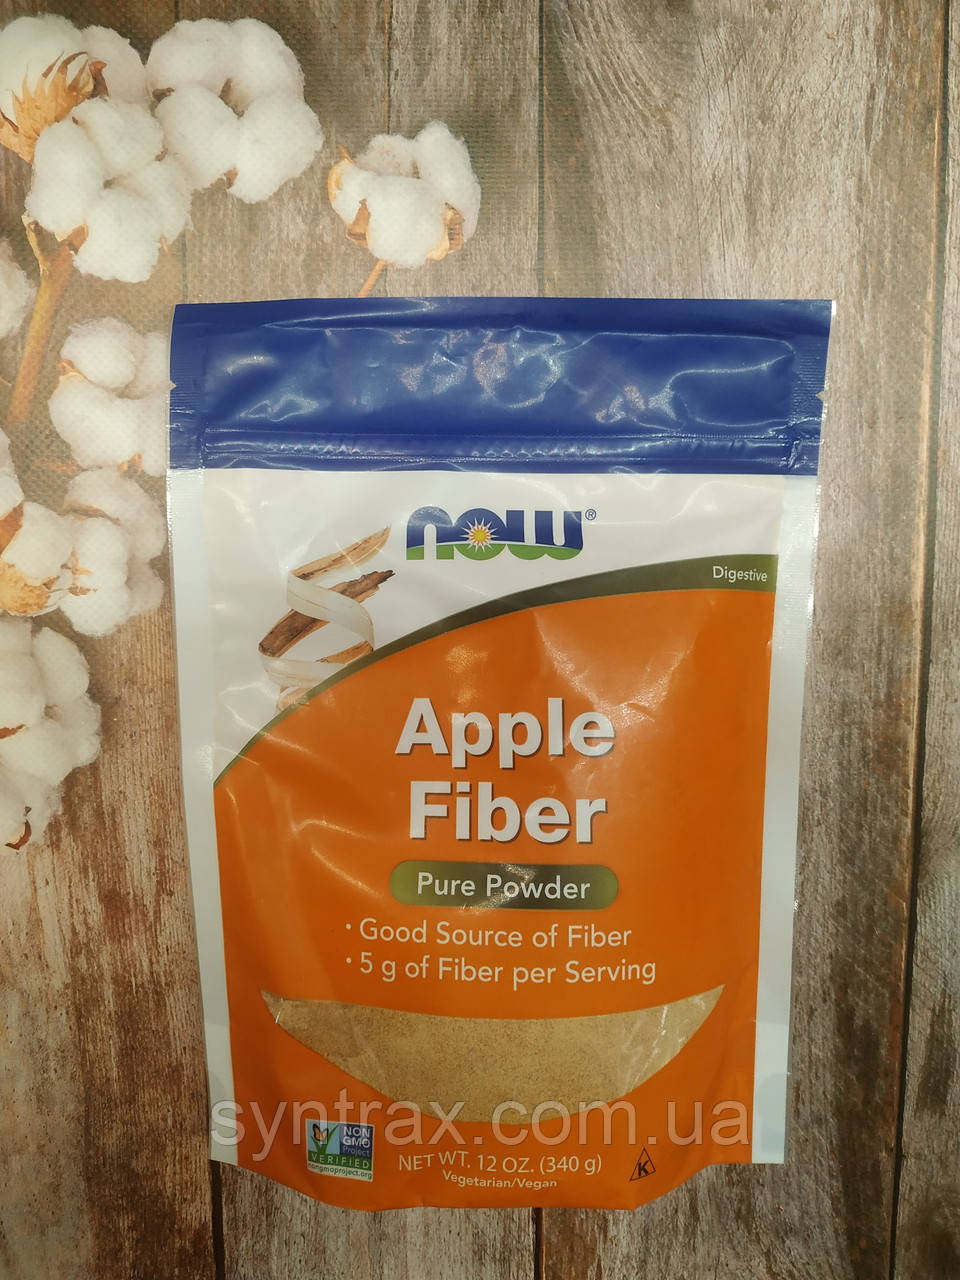 now®
Digestive
Apple
Fiber
Pure Powder
• Good Source of Fiber
• 5 g of Fiber per Serving
syntrax.com.ua
NON
GMO
Project
VERIFIED
nongmoproject.org
NET WT. 12 OZ. (340 g)
Vegetarian/Vegan
K